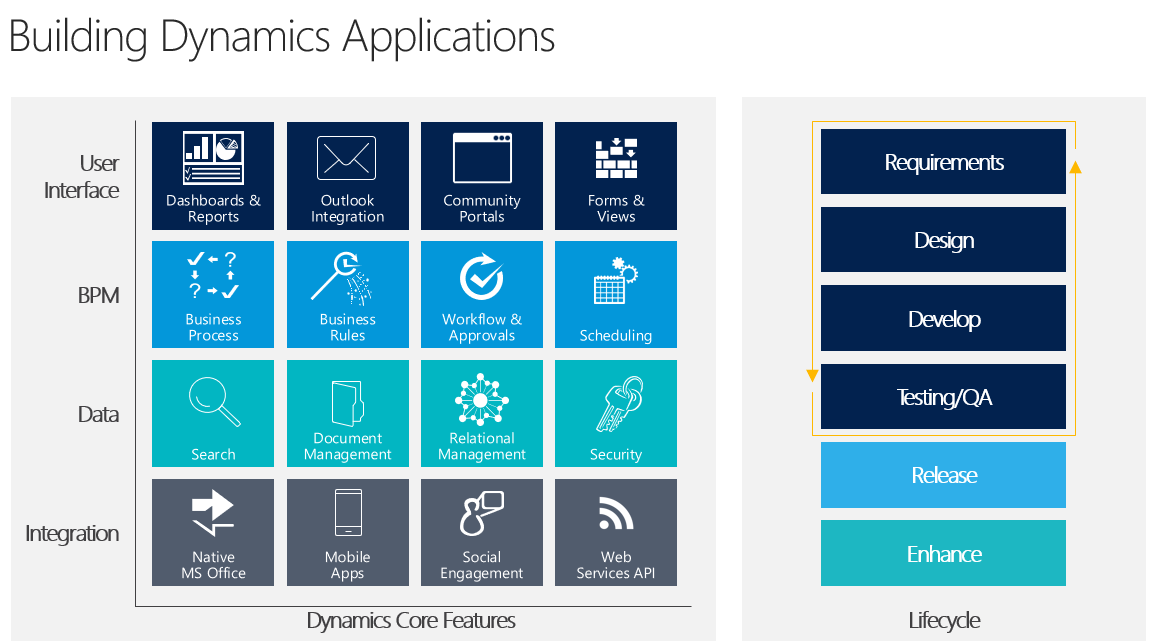 Building Dynamics Applications
User
Interface
Dashboards &
Reports
Outlook
Integration
Community
Portals
Forms &
Views
BPM
? 
?
Business
Process
Business
Rules
Workflow &
Approvals
Scheduling
Data
Search
Document
Management
Relational
Management
Security
Integration
Native
MS Office
Mobile
Apps
Social
Engagement
Web
Services API
Dynamics Core Features
Requirements
Design
Develop
Testing/QA
Release
Enhance
Lifecycle